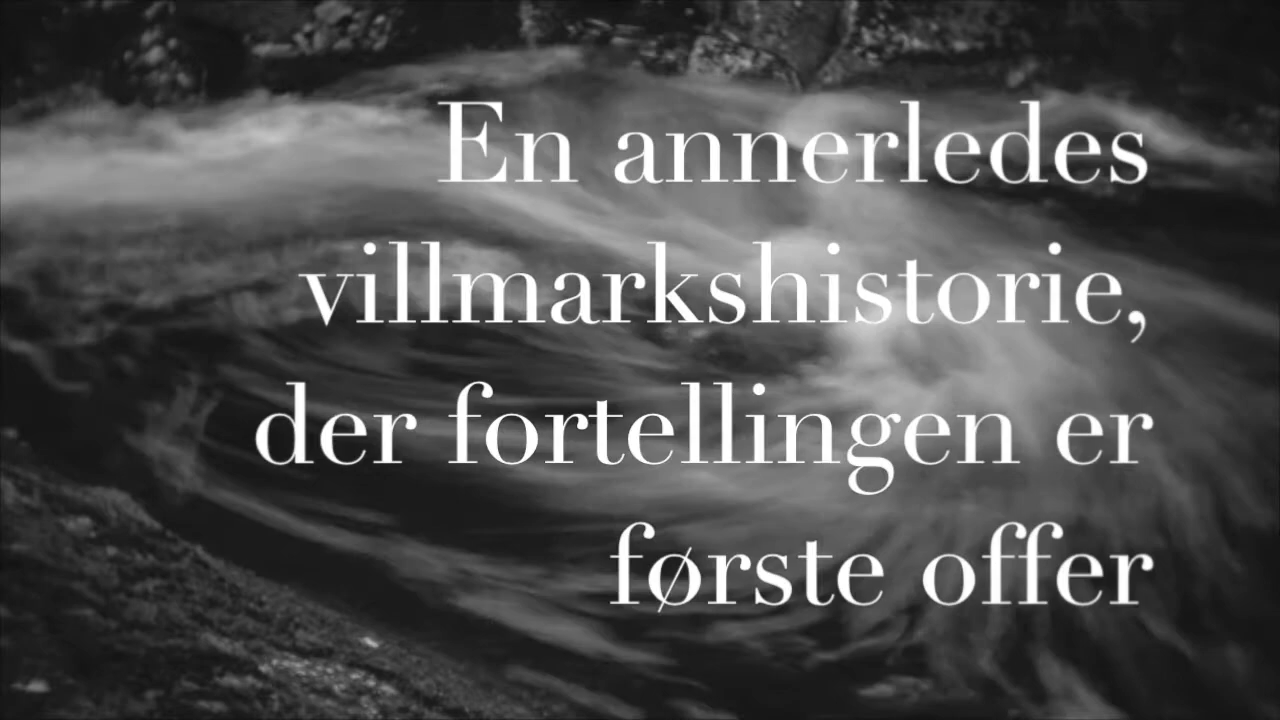 En annerledes
villmarkshistorie,
der fortellingen er
første offer